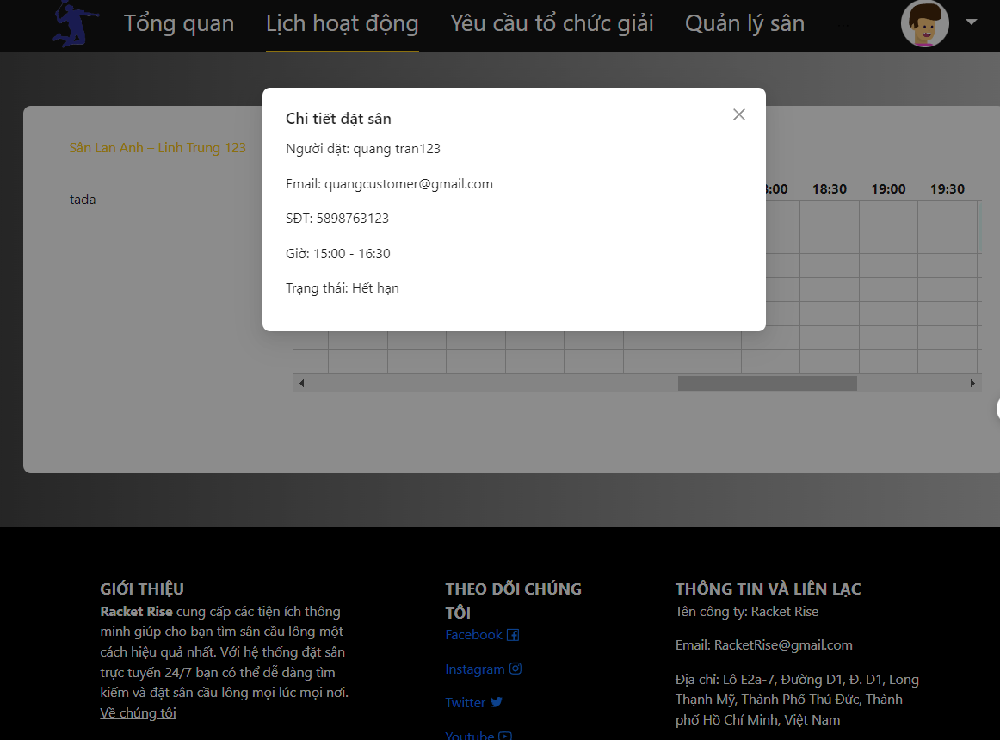 Tổng quan
Lịch hoạt động
Yêu cầu tổ chức giải
Quản lý sân
Chi tiết đặt sân
Người đặt: quang tran123
Email: quangcustomer@gmail.com
SĐT: 5898763123
Giờ: 15:00 - 16:30
Trạng thái: Hết hạn
Sân Lan Anh – Linh Trung 123
tada
:00
18:30
19:00
19:30
GIỚI THIỆU
Racket Rise cung cấp các tiện ích thông
minh giúp cho bạn tìm sân cầu lông một
cách hiệu quả nhất. Với hệ thống đặt sân
trực tuyến 24/7 bạn có thể dễ dàng tìm
kiếm và đặt sân cầu lông mọi lúc mọi nơi.
Về chúng tôi
THEO DÕI CHÚNG
TÔI
Facebook
Instagram
Twitter
Youtube
THÔNG TIN VÀ LIÊN LẠC
Tên công ty: Racket Rise
Email: RacketRise@gmail.com
Địa chỉ: Lô E2a-7, Đường D1, Đ. D1, Long
Thạnh Mỹ, Thành Phố Thủ Đức, Thành
phố Hồ Chí Minh, Việt Nam